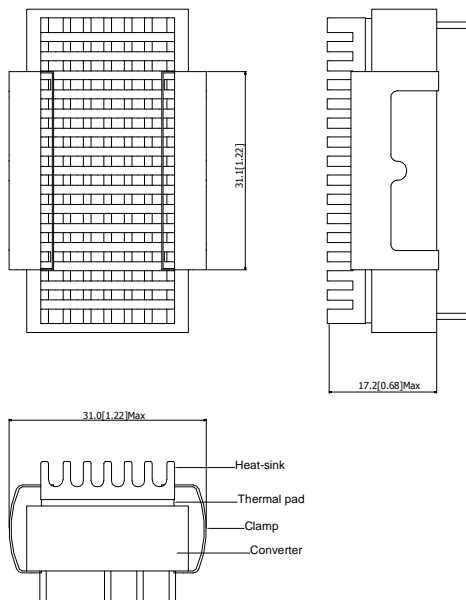 31.1[1.22]
17.2[0.68]Max
31.0[1.22]Max
Heat-sink
Thermal pad
Clamp
Converter